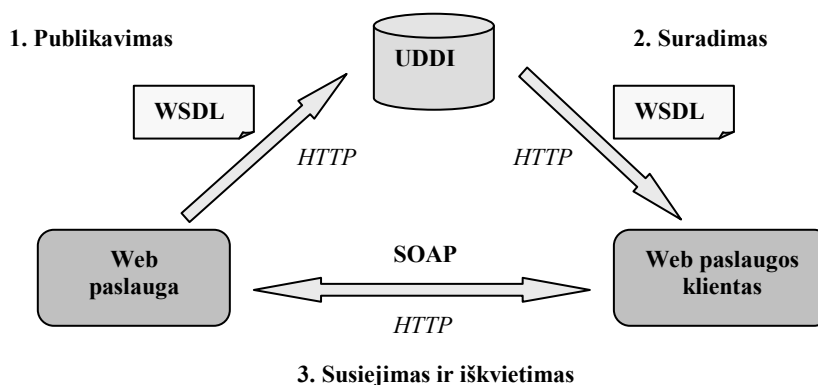 1. Publikavimas
UDDI
2. Suradimas
WSDL
WSDL
HTTP
HTTP
Web
paslauga
SOAP
Web paslaugos
klientas
HTTP
3. Susiejimas ir iškvietimas